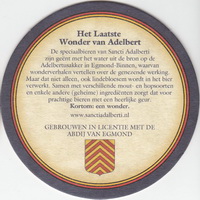 Het Laatste
Wonder van Adelbert
De speciaalbieren van Sancti Adalberti
zijn geëerd met het water uit de bron op de
Adelbertusakker in Egmond-Binnen, waarvan
wonderverhalen vertellen over de genezende werking.
Maar dat niet alleen, ook lindebloesem wordt in het bier
verwerkt. Samen met verschillende mout- en hopsoorten
en enkele andere (geheime) ingrediënten zorgt dat voor
prachtige bieren met een heerlijke geur.
Kortom: een wonder.
www.sanctiadalberti.nl
GEBROUWEN IN LICENTIE MET DE
ABDIJ VAN EGMOND